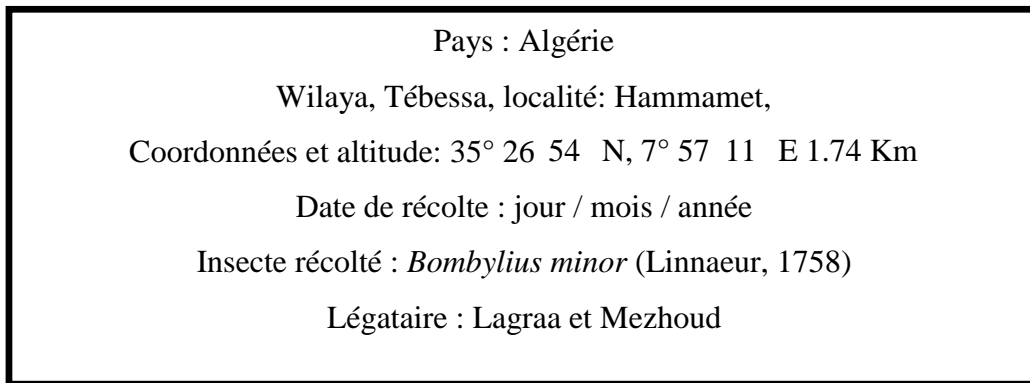 Pays : Algérie
Wilaya, Tébessa, localité: Hammamet,
Coordonnées et altitude: 35° 26 54 N, 7° 57 11 E 1.74 Km
Date de récolte : jour / mois / année
Insecte récolté : Bombylius minor (Linnaeur, 1758)
Légataire : Lagraa et Mezhoud